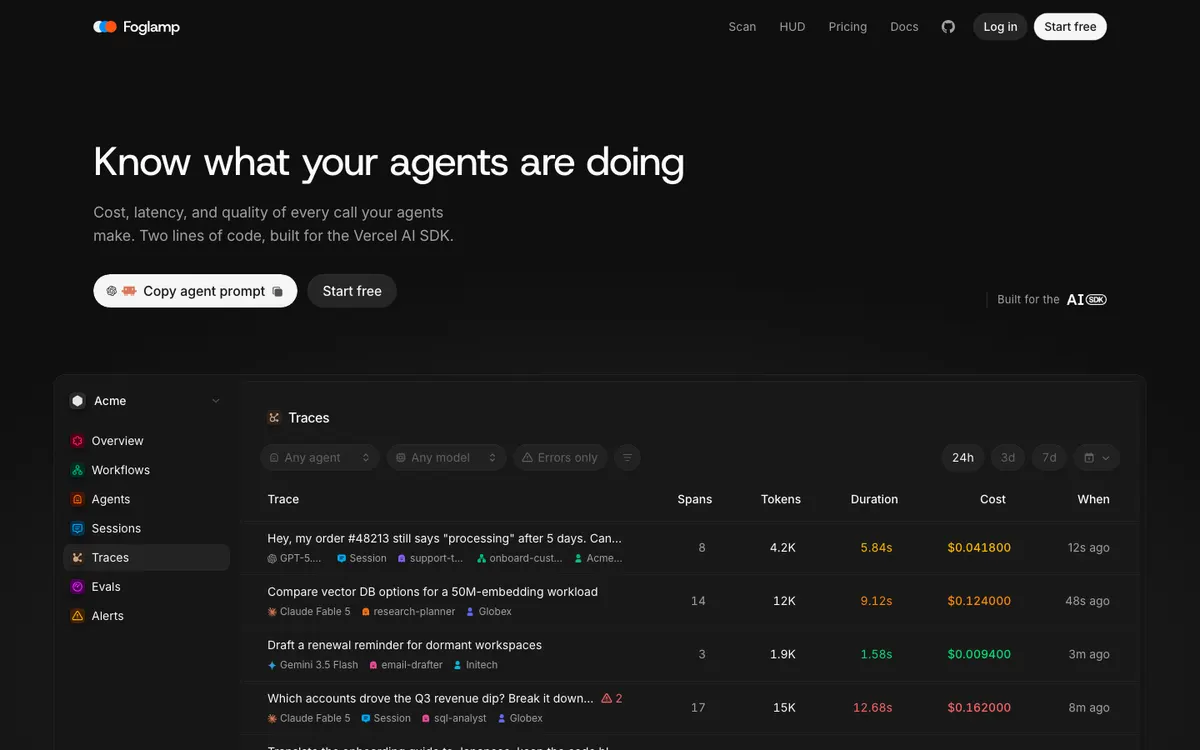 Foglamp
Scan HUD Pricing Docs Log in Start free
Know what your agents are doing
Cost, latency, and quality of every call your agents
make. Two lines of code, built for the Vercel AI SDK.
Copy agent prompt Start free
Built for the AI SDK
Acme
Overview
Workflows
Agents
Sessions
Traces
Evals
Alerts
Traces
Any agent Any model Errors only 24h 3d 7d
Trace Spans Tokens Duration Cost When
Hey, my order #48213 still says "processing" after 5 days. Can...
8 4.2K 5.84s $0.041800 12s ago
GPT-5.... Session support-t... onboard-cust... Acme...
Compare vector DB options for a 50M-embedding workload
14 12K 9.12s $0.124000 48s ago
Claude Fable 5 research-planner Globex
Draft a renewal reminder for dormant workspaces
3 1.9K 1.58s $0.009400 3m ago
Gemini 3.5 Flash email-drafter Initech
Which accounts drove the Q3 revenue dip? Break it down... 2
17 15K 12.68s $0.162000 8m ago
Claude Fable 5 Session sql-analyst Globex